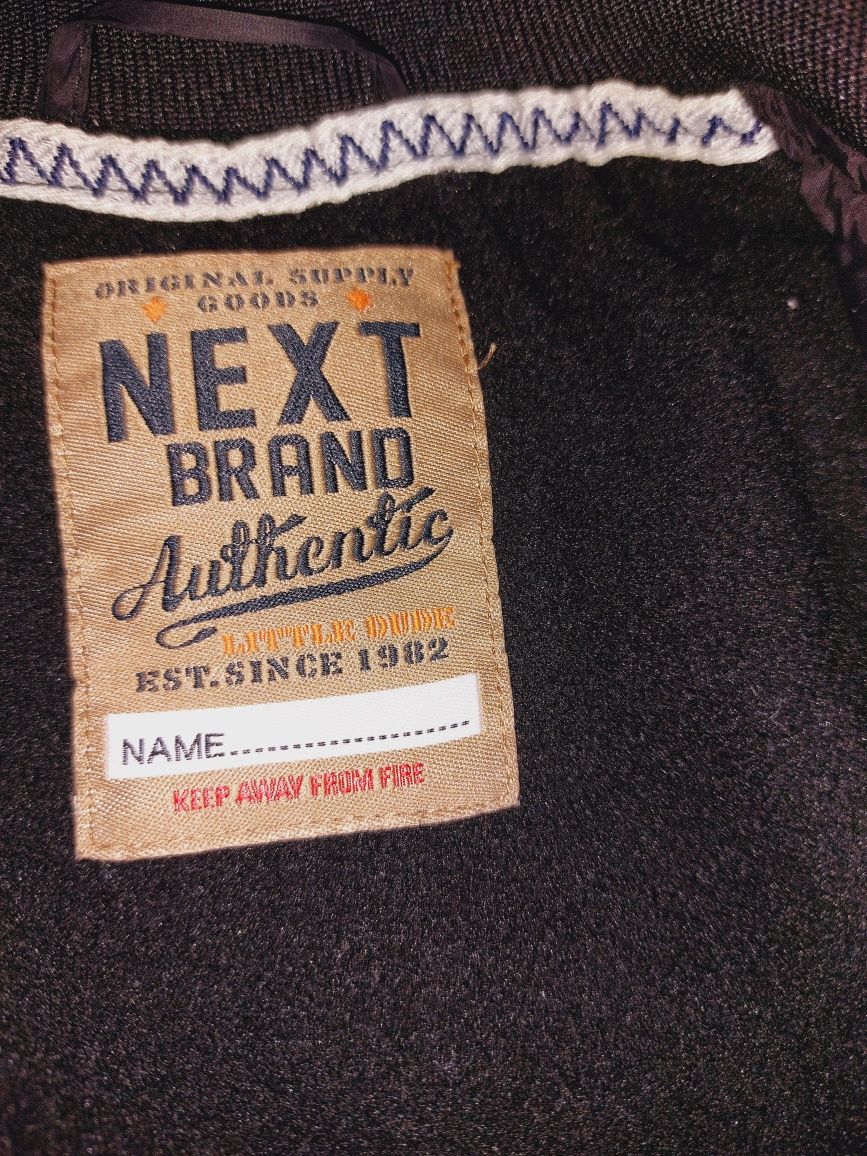 ORIGINAL SUPPLY
GOODS
NEXT
BRAND
Authentic
LITTLE DUDE
EST. SINCE 1982
NAME....................
KEEP AWAY FROM FIRE